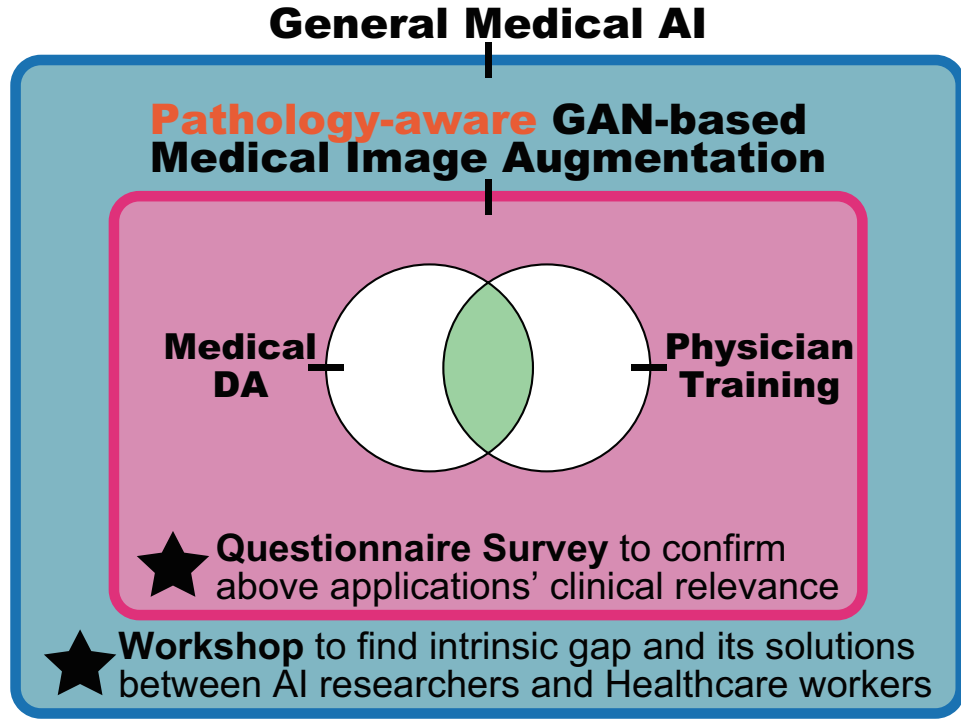 General Medical AI
Pathology-aware GAN-based
Medical Image Augmentation
Medical
DA
Physician
Training
Questionnaire Survey to confirm
above applications’ clinical relevance
Workshop to find intrinsic gap and its solutions
between AI researchers and Healthcare workers